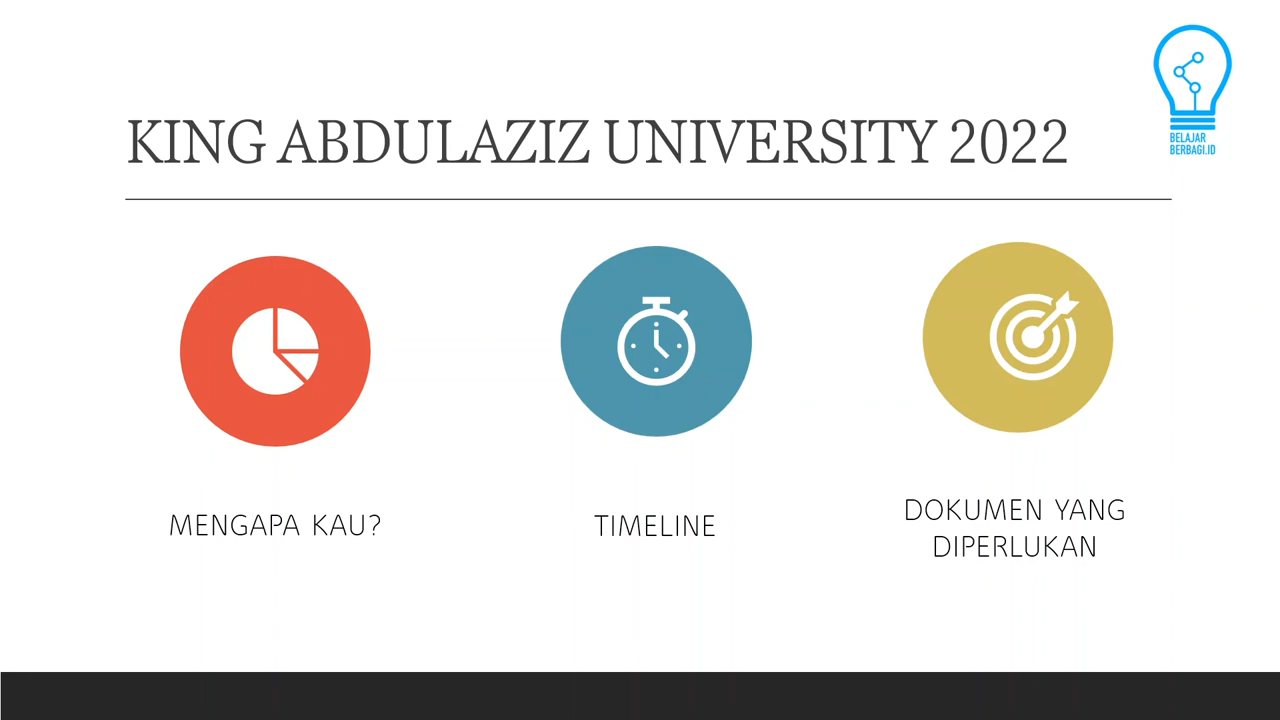 BELAJAR
BERBAGI.ID
KING ABDULAZIZ UNIVERSITY 2022
MENGAPA KAU?
TIMELINE
DOKUMEN YANG
DIPERLUKAN